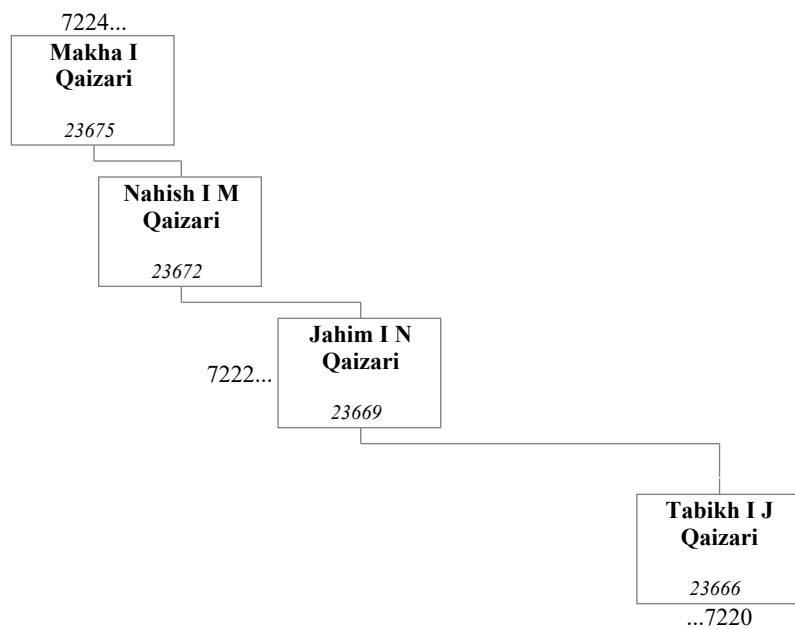 7224...
Makha I
Qaizari
23675
Nahish I M
Qaizari
23672
Jahim I N
Qaizari
7222...
23669
Tabikh I J
Qaizari
23666
...7220